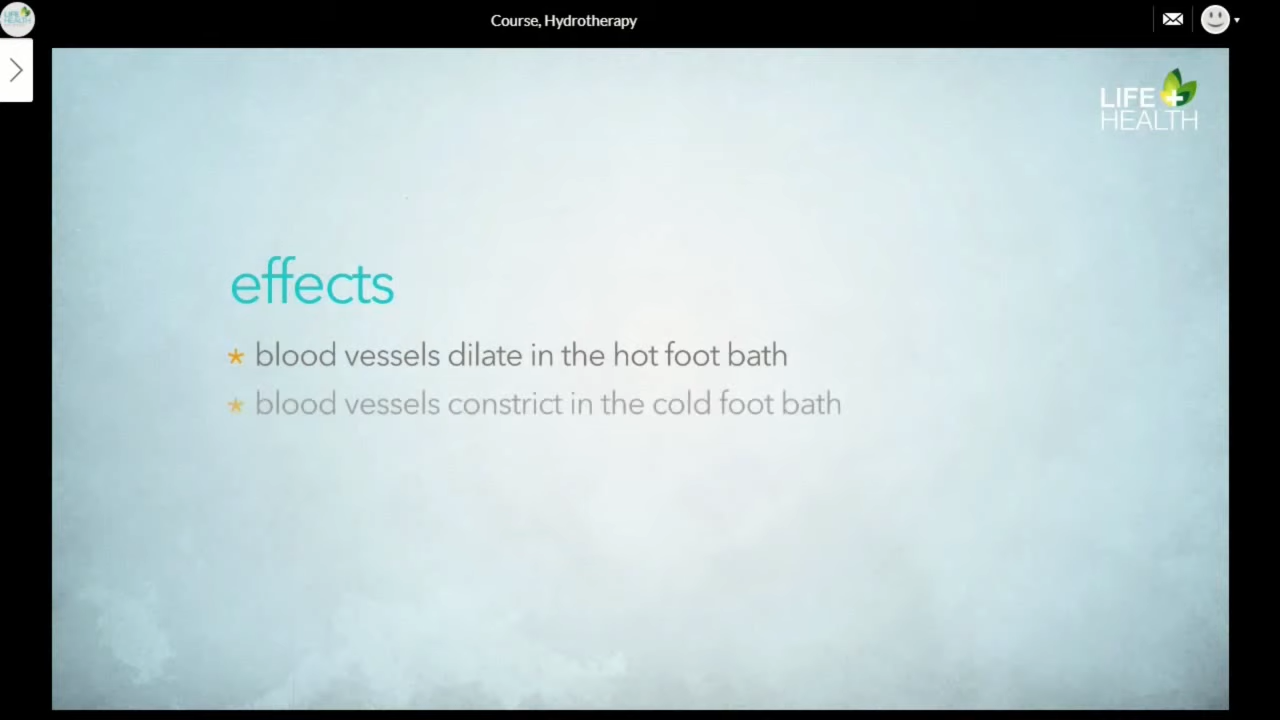 Course, Hydrotherapy
LIFE
HEALTH
effects
* blood vessels dilate in the hot foot bath
* blood vessels constrict in the cold foot bath